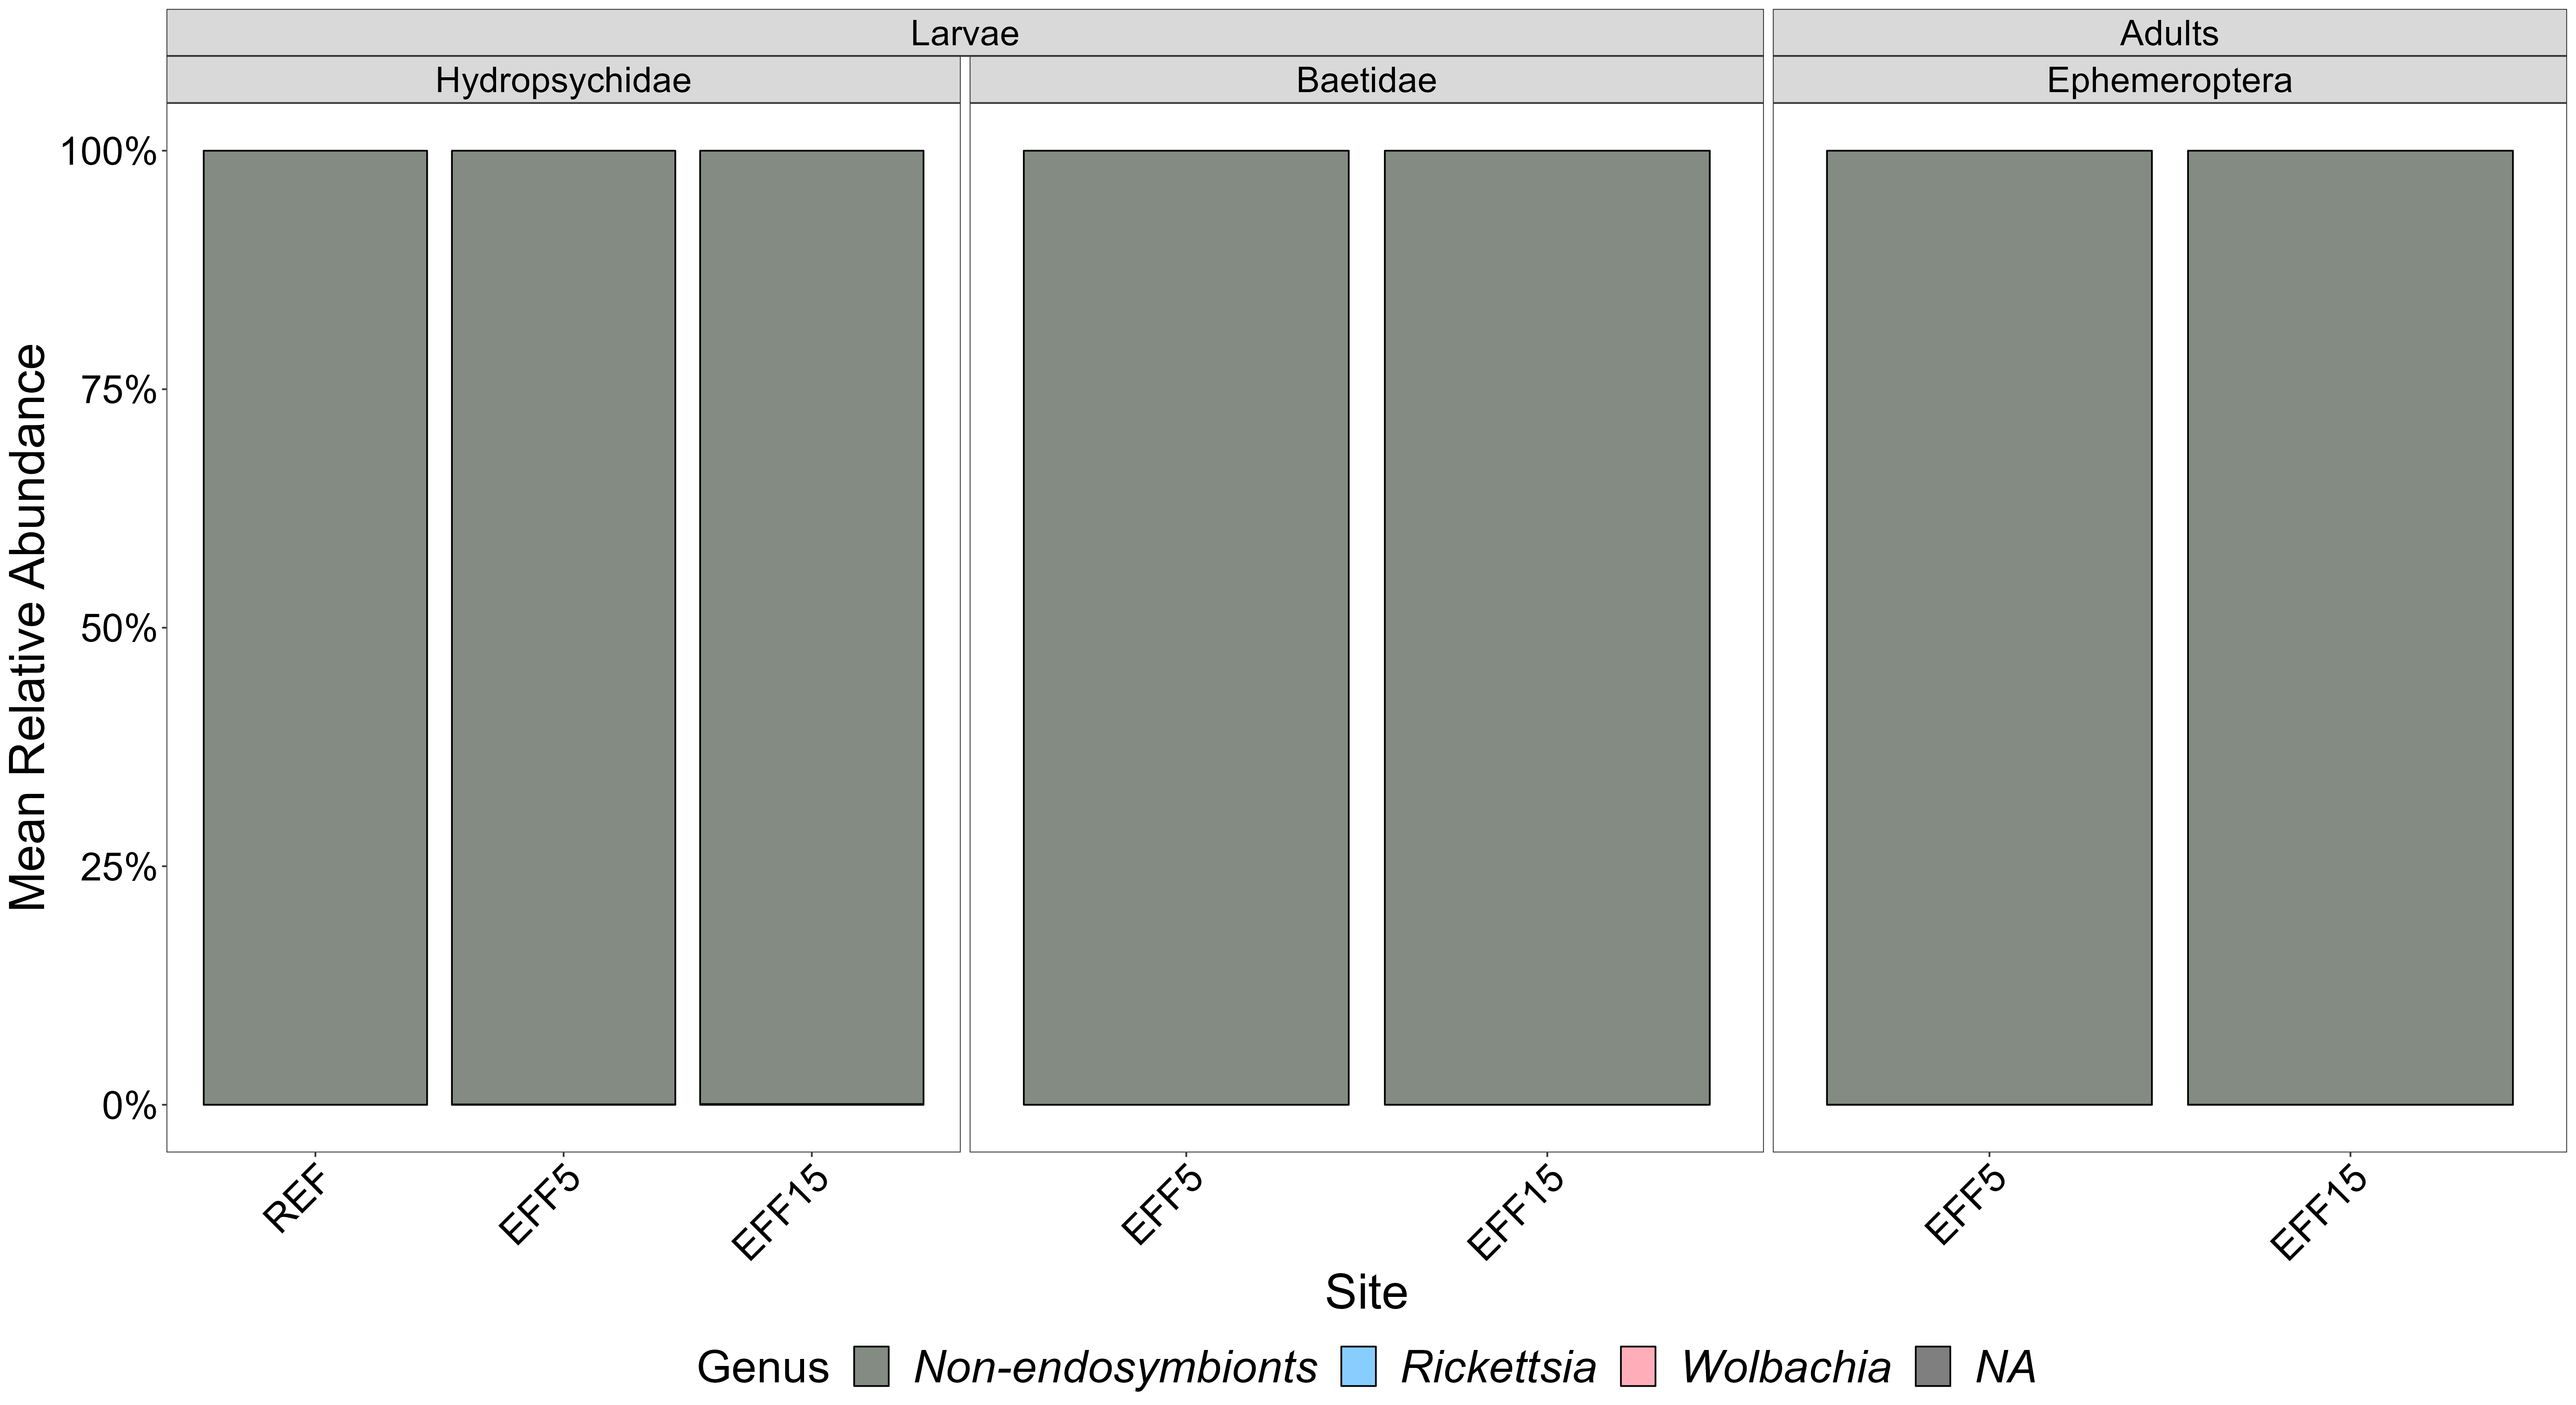 Larvae
Adults
Hydropsychidae
Baetidae
Ephemeroptera
Mean Relative Abundance
100%
75%
50%
25%
0%
REF
EFF5
EFF15
EFF5
EFF15
EFF5
EFF15
Site
Genus Non-endosymbionts Rickettsia Wolbachia NA